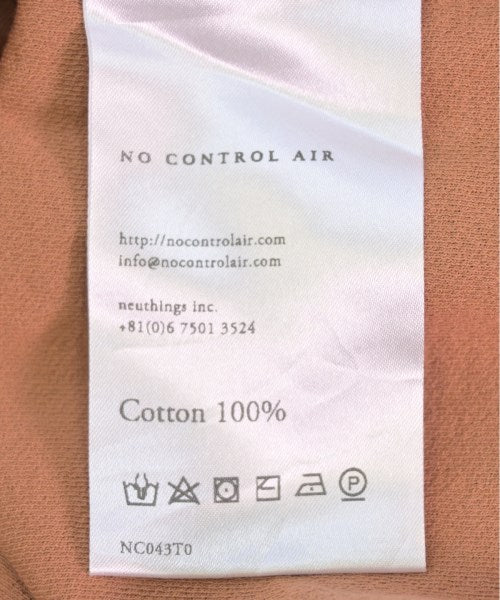 NO CONTROL AIR
http://nocontrolair.com
info@nocontrolair.com
neuthings inc.
+81(0)6 7501 3524
Cotton 100%
P
NC043T0